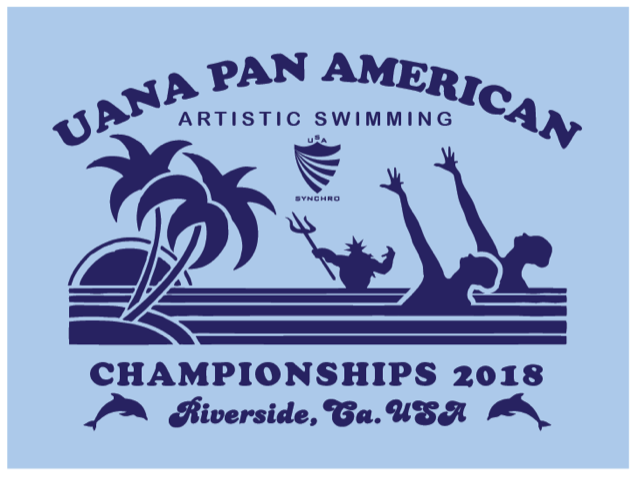 UANA PAN AMERICAN
ARTISTIC SWIMMING
USA
SYNCHRO
CHAMPIONSHIPS 2018
Riverside, Ca. USA